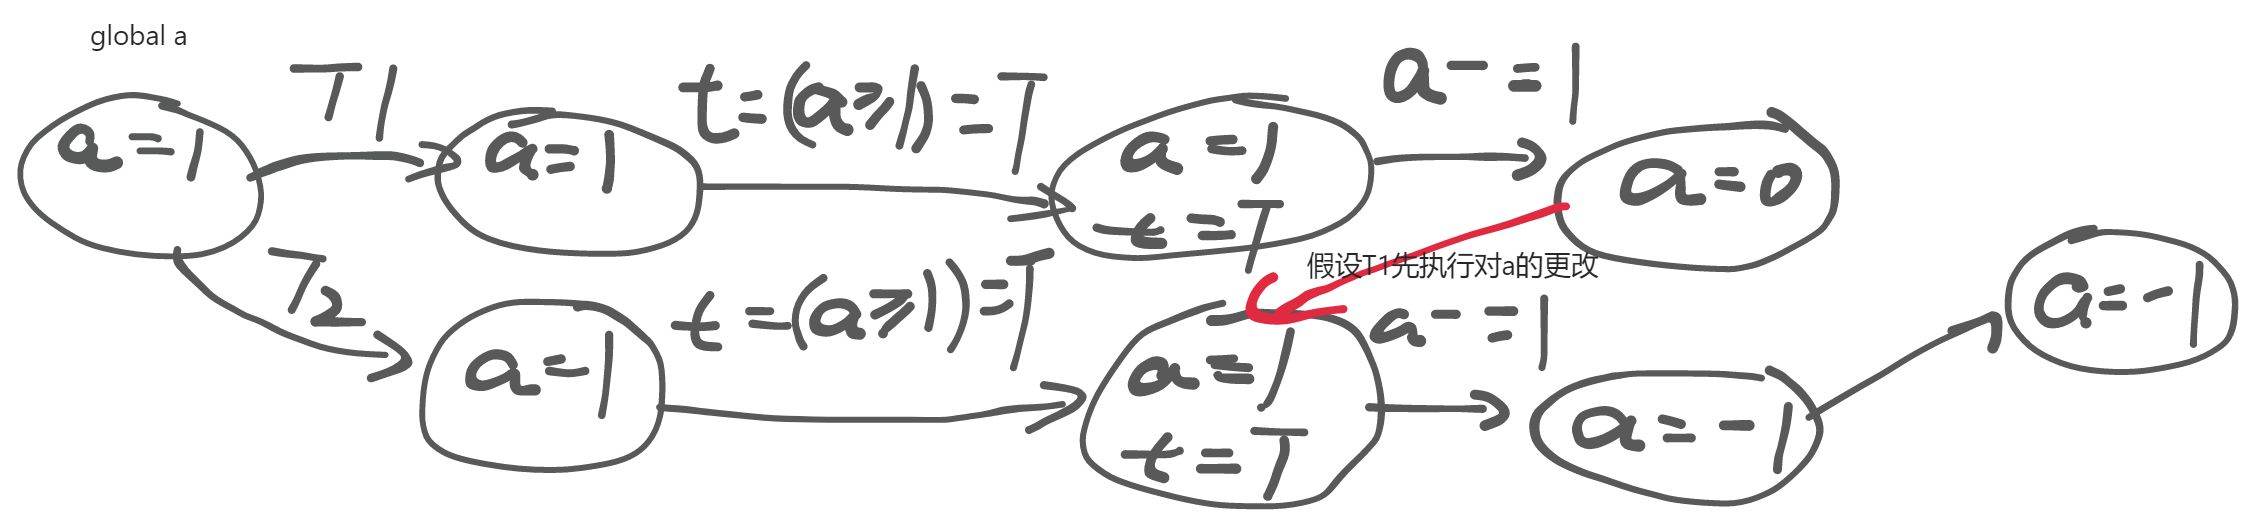 global a
T1
a=1
a=1
t=(a≥1)=T
a=1
t=T
a-=1
a=0
假设T1先执行对a的更改
T2
a=1
t=(a≥1)=T
a=1
t=T
a-=1
a=-1
a=-1